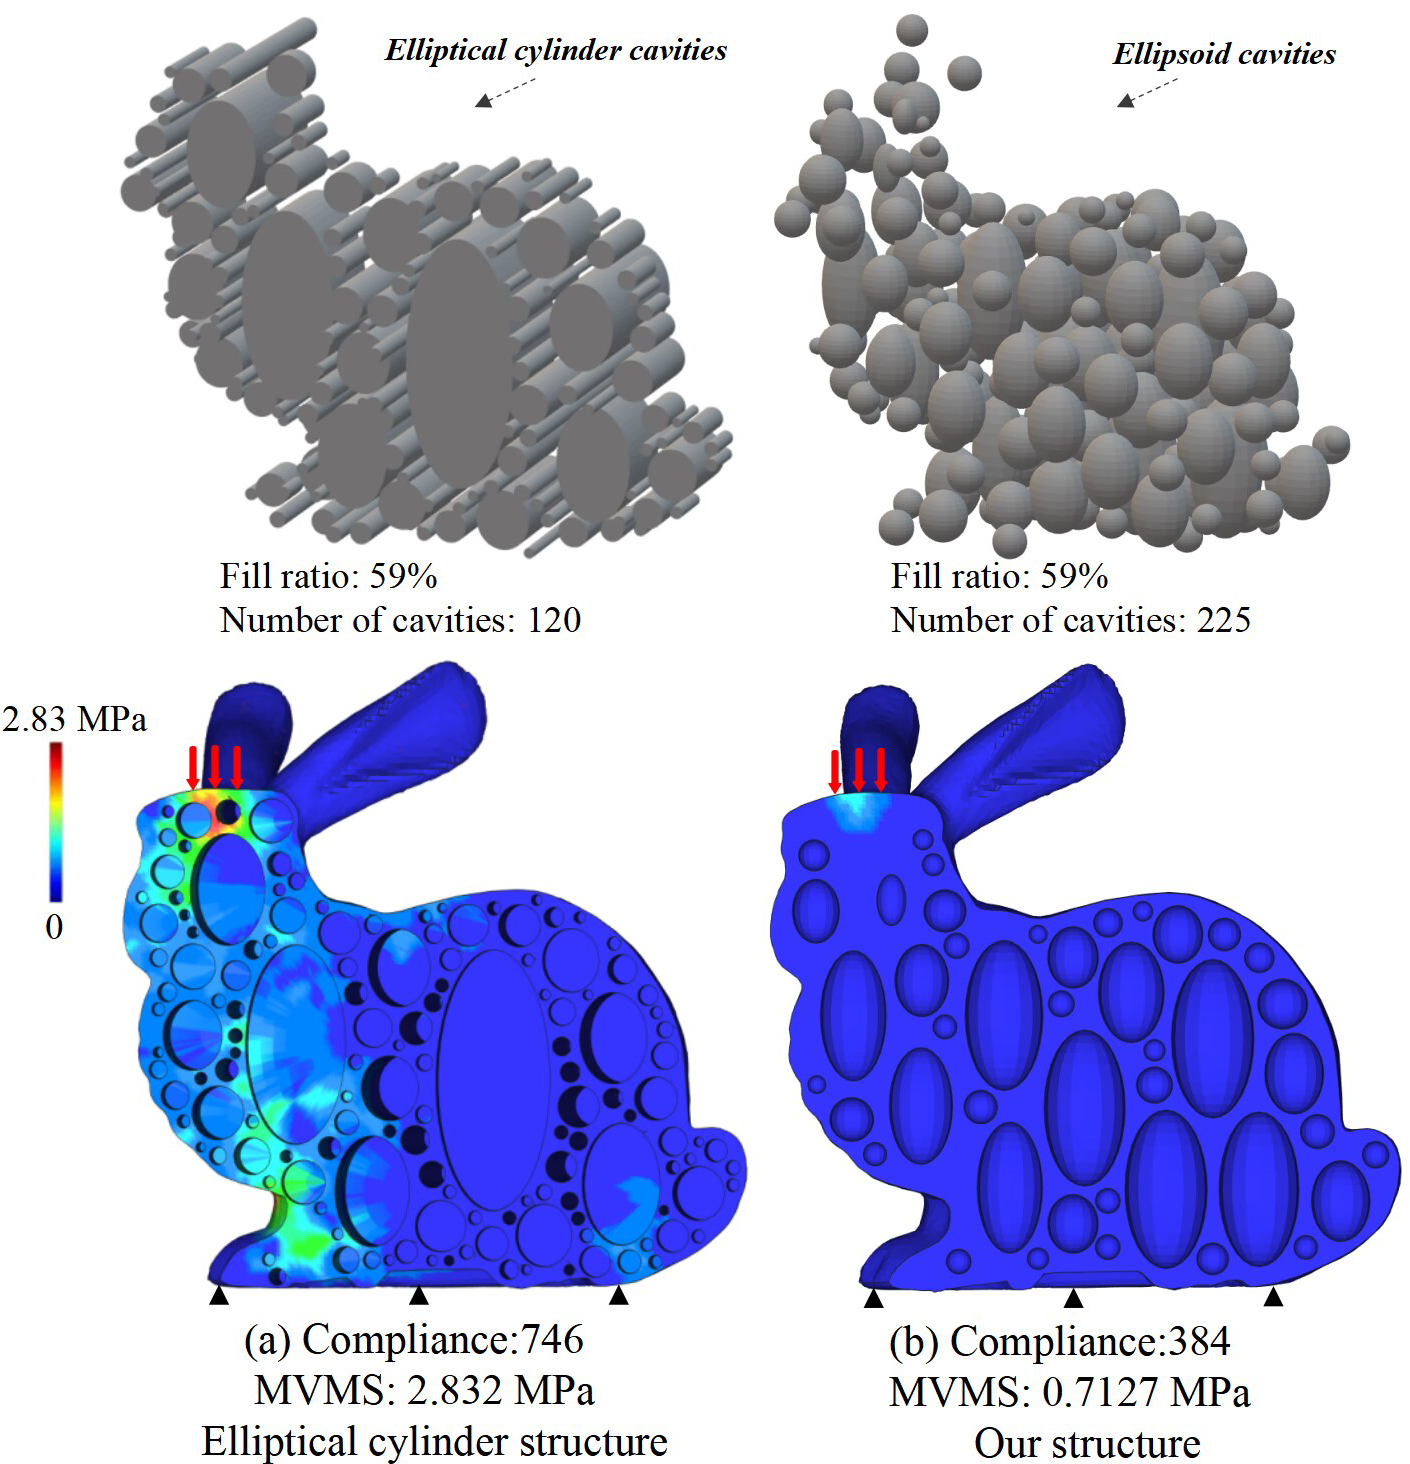 Elliptical cylinder cavities
Ellipsoid cavities
Fill ratio: 59%
Number of cavities: 120
Fill ratio: 59%
Number of cavities: 225
2.83 MPa
0
(a) Compliance:746
MVMS: 2.832 MPa
Elliptical cylinder structure
(b) Compliance:384
MVMS: 0.7127 MPa
Our structure